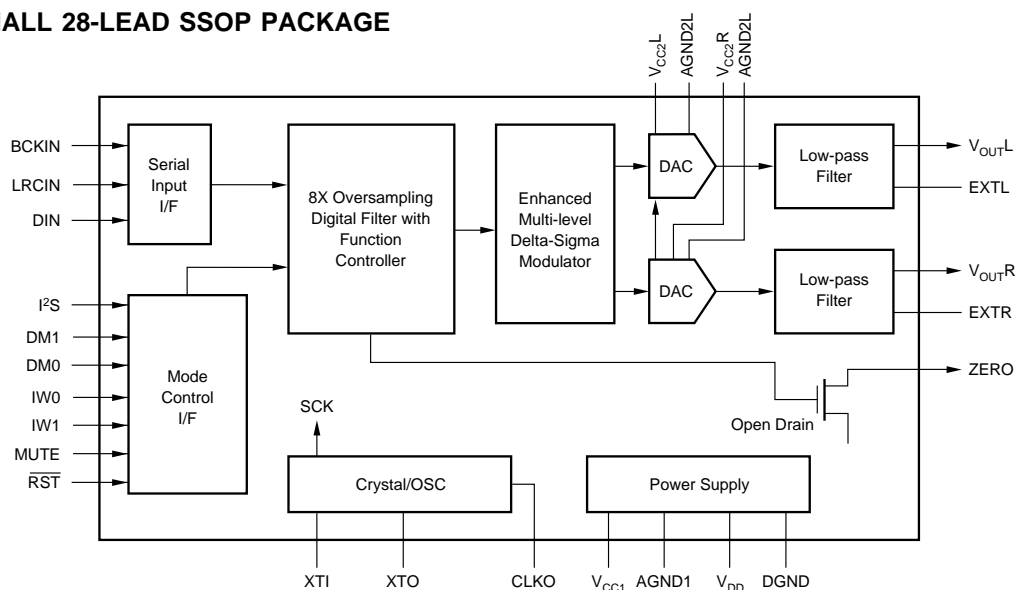 ALL 28-LEAD SSOP PACKAGE
VCC2L
AGND2L
VCC2R
AGND2L
BCKIN
LRCIN
DIN
Serial
Input
I/F
8X Oversampling
Digital Filter with
Function
Controller
Enhanced
Multi-level
Delta-Sigma
Modulator
DAC
Low-pass
Filter
VOUTL
EXTL
DAC
Low-pass
Filter
VOUTR
EXTR
I²S
DM1
DM0
IW0
IW1
MUTE
RST
Mode
Control
I/F
ZERO
Open Drain
SCK
Crystal/OSC
Power Supply
XTI
XTO
CLKO
VCC1
AGND1
VDD
DGND